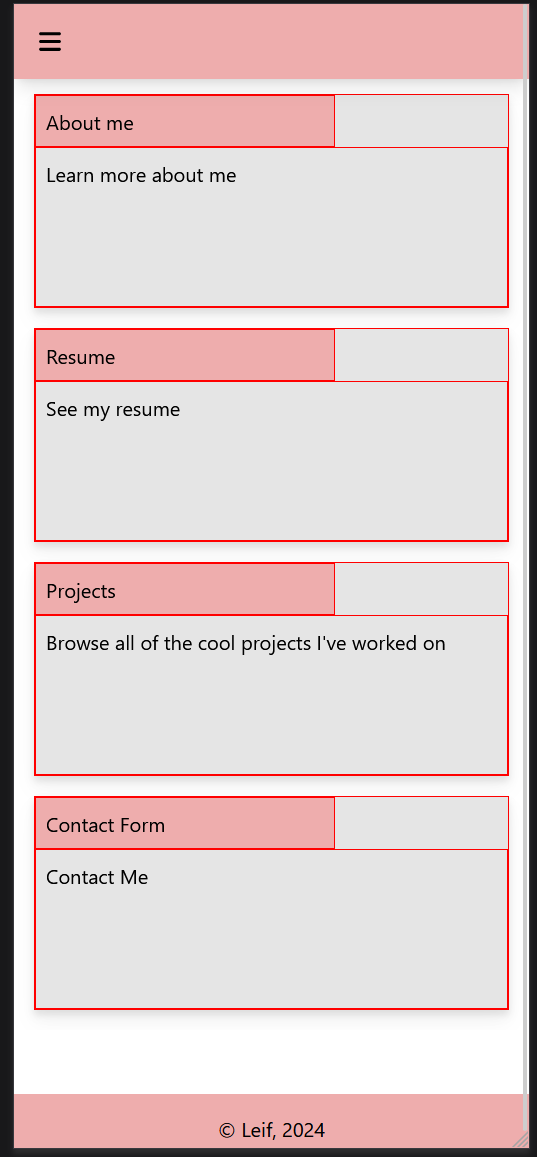 About me
Learn more about me
Resume
See my resume
Projects
Browse all of the cool projects I've worked on
Contact Form
Contact Me
© Leif, 2024